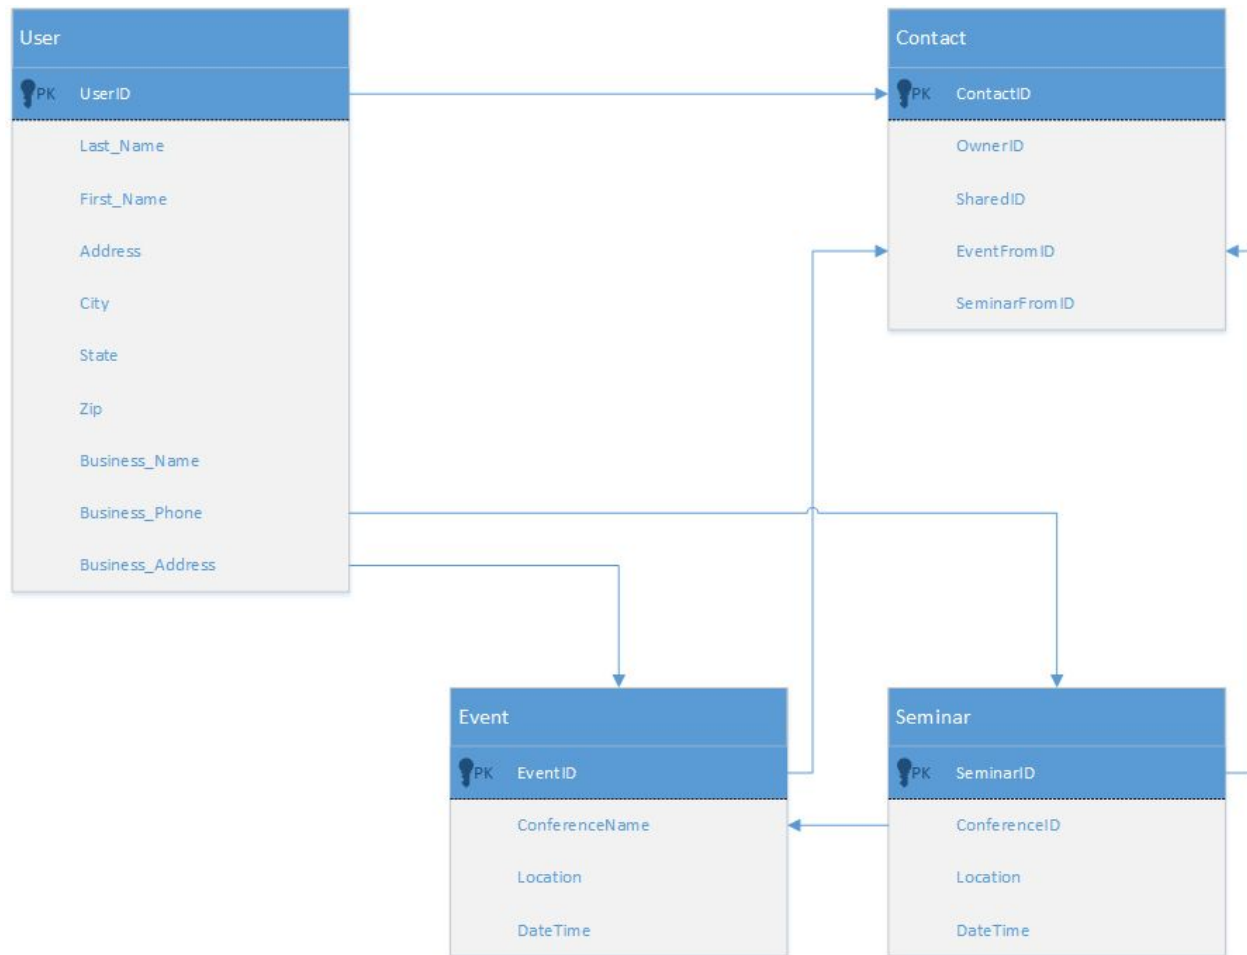 User
PK UserID
Last_Name
First_Name
Address
City
State
Zip
Business_Name
Business_Phone
Business_Address
Contact
PK ContactID
OwnerID
SharedID
EventFromID
SeminarFromID
Event
PK EventID
ConferenceName
Location
DateTime
Seminar
PK SeminarID
ConferenceID
Location
DateTime